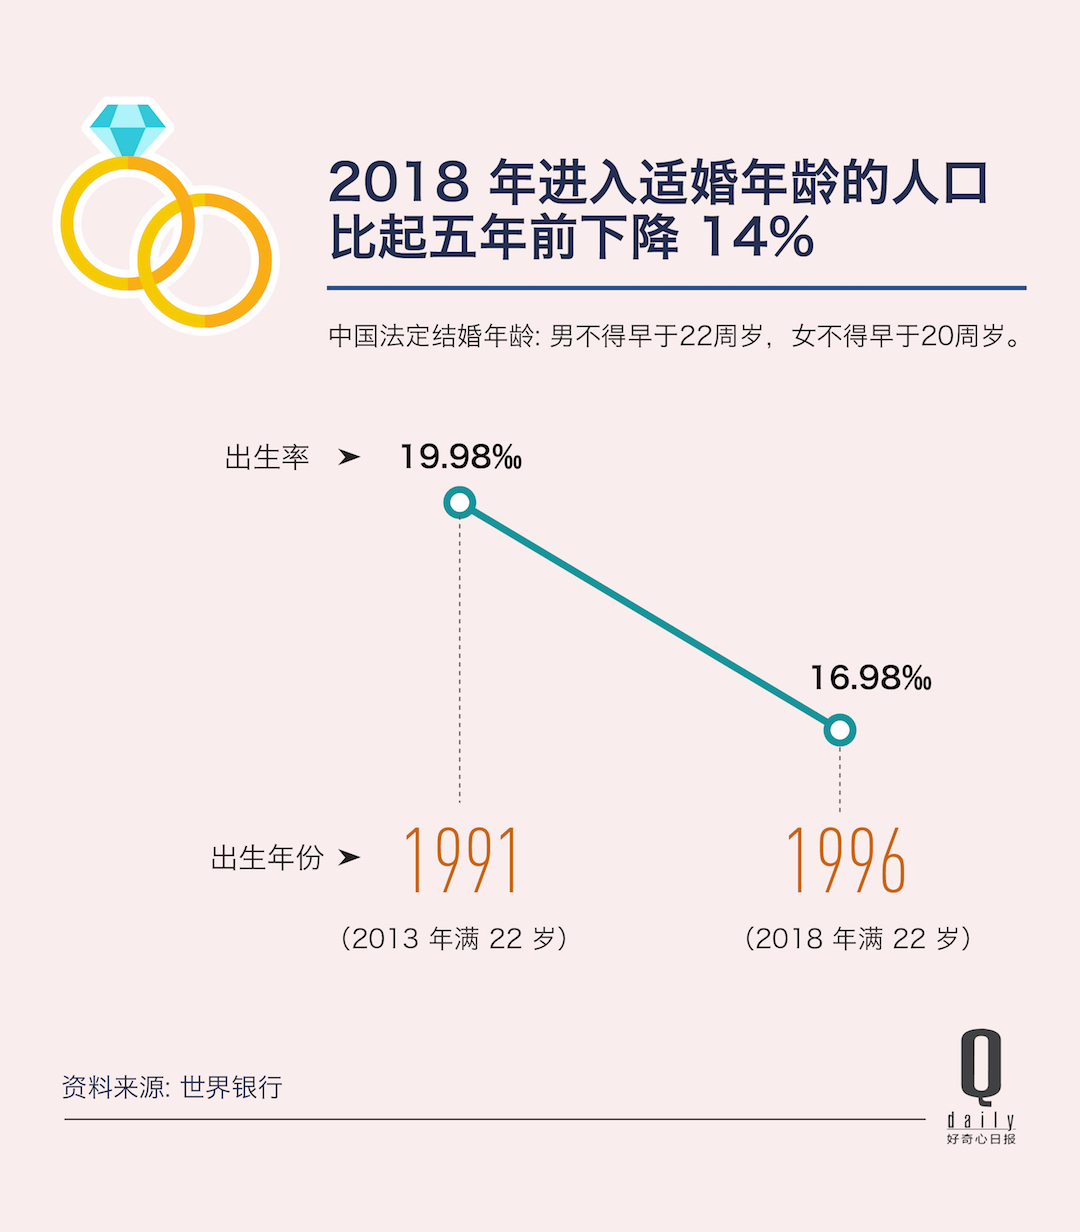 2018 年进入适婚年龄的人口
比起五年前下降 14%
中国法定结婚年龄: 男不得早于22周岁，女不得早于20周岁。
出生率 ➤ 19.98‰
16.98‰
出生年份 ➤ 1991 1996
（2013 年满 22 岁） （2018 年满 22 岁）
资料来源: 世界银行
Q
daily
好奇心日报